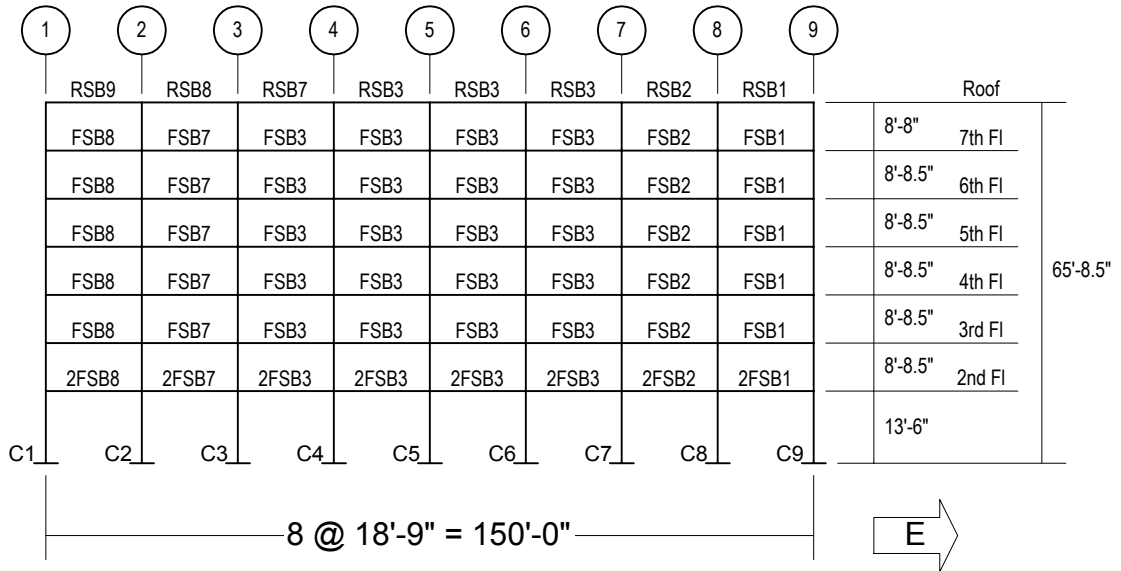 1 2 3 4 5 6 7 8 9
RSB9 RSB8 RSB7 RSB3 RSB3 RSB3 RSB2 RSB1 Roof
8'-8"
FSB8 FSB7 FSB3 FSB3 FSB3 FSB3 FSB2 FSB1 7th Fl
8'-8.5"
FSB8 FSB7 FSB3 FSB3 FSB3 FSB3 FSB2 FSB1 6th Fl
8'-8.5"
FSB8 FSB7 FSB3 FSB3 FSB3 FSB3 FSB2 FSB1 5th Fl
8'-8.5"
FSB8 FSB7 FSB3 FSB3 FSB3 FSB3 FSB2 FSB1 4th Fl
65'-8.5"
8'-8.5"
FSB8 FSB7 FSB3 FSB3 FSB3 FSB3 FSB2 FSB1 3rd Fl
8'-8.5"
2FSB8 2FSB7 2FSB3 2FSB3 2FSB3 2FSB3 2FSB2 2FSB1 2nd Fl
13'-6"
C1 C2 C3 C4 C5 C6 C7 C8 C9
8 @ 18'-9" = 150'-0"
E